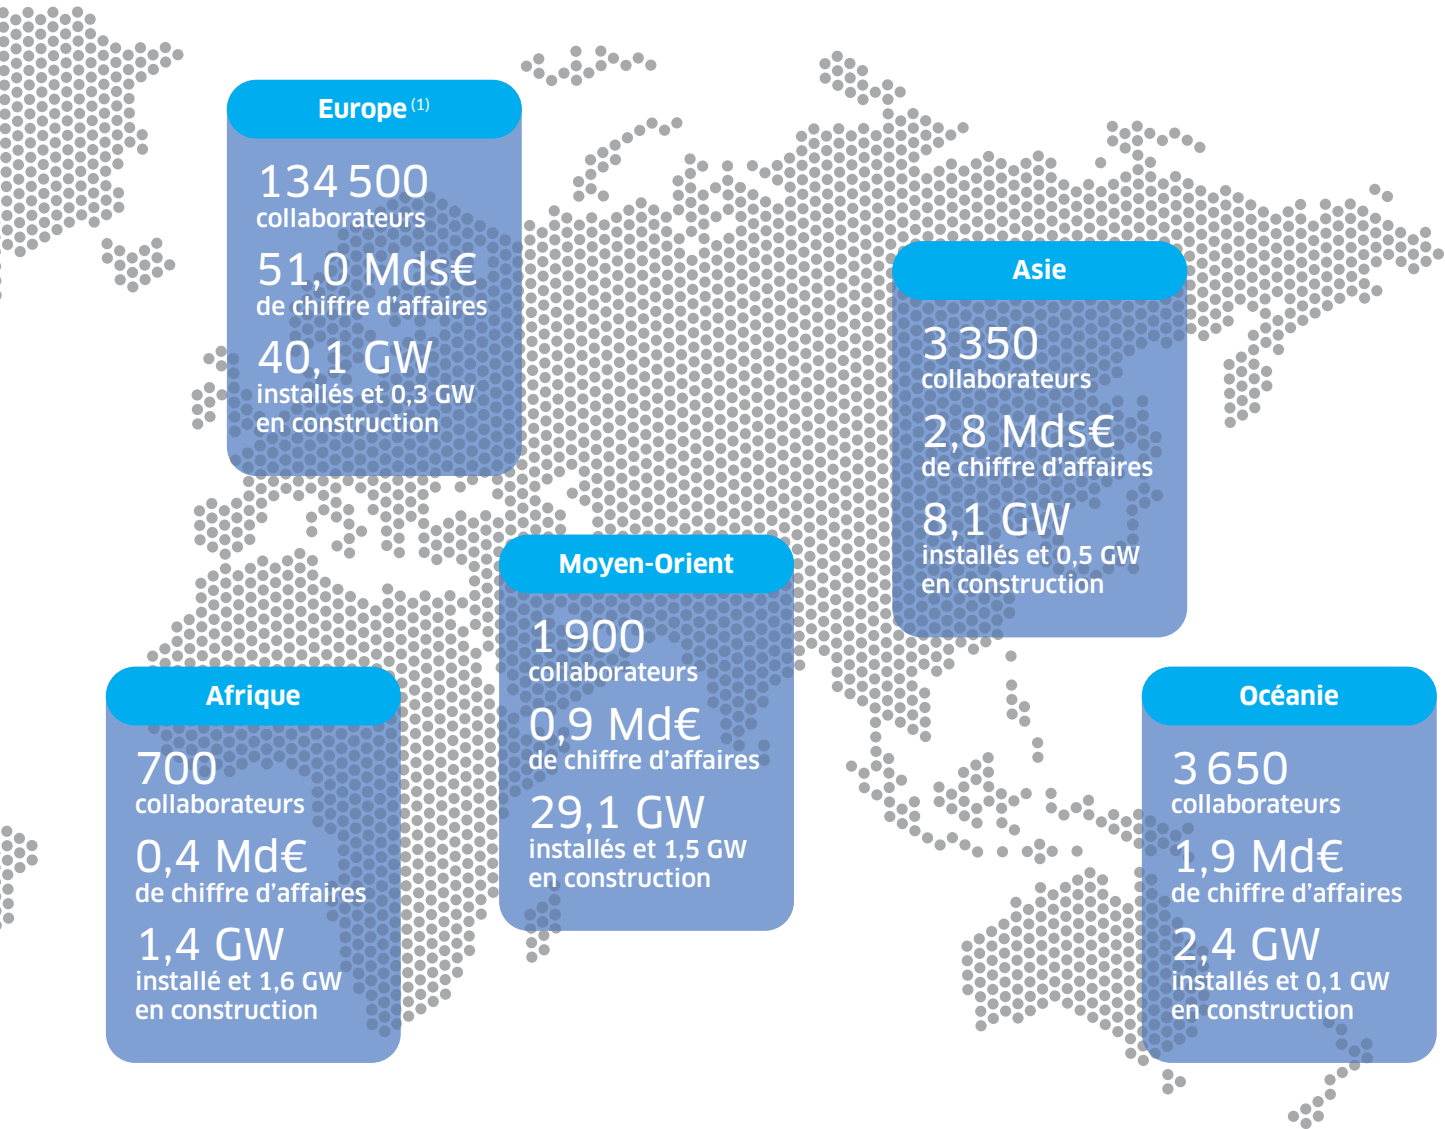 Europe (1)
134 500
collaborateurs
51,0 Mds€
de chiffre d’affaires
40,1 GW
installés et 0,3 GW
en construction
Asie
3 350
collaborateurs
2,8 Mds€
de chiffre d’affaires
8,1 GW
installés et 0,5 GW
en construction
Moyen-Orient
1 900
collaborateurs
0,9 Md€
de chiffre d’affaires
29,1 GW
installés et 1,5 GW
en construction
Afrique
700
collaborateurs
0,4 Md€
de chiffre d’affaires
1,4 GW
installé et 1,6 GW
en construction
Océanie
3 650
collaborateurs
1,9 Md€
de chiffre d’affaires
2,4 GW
installés et 0,1 GW
en construction